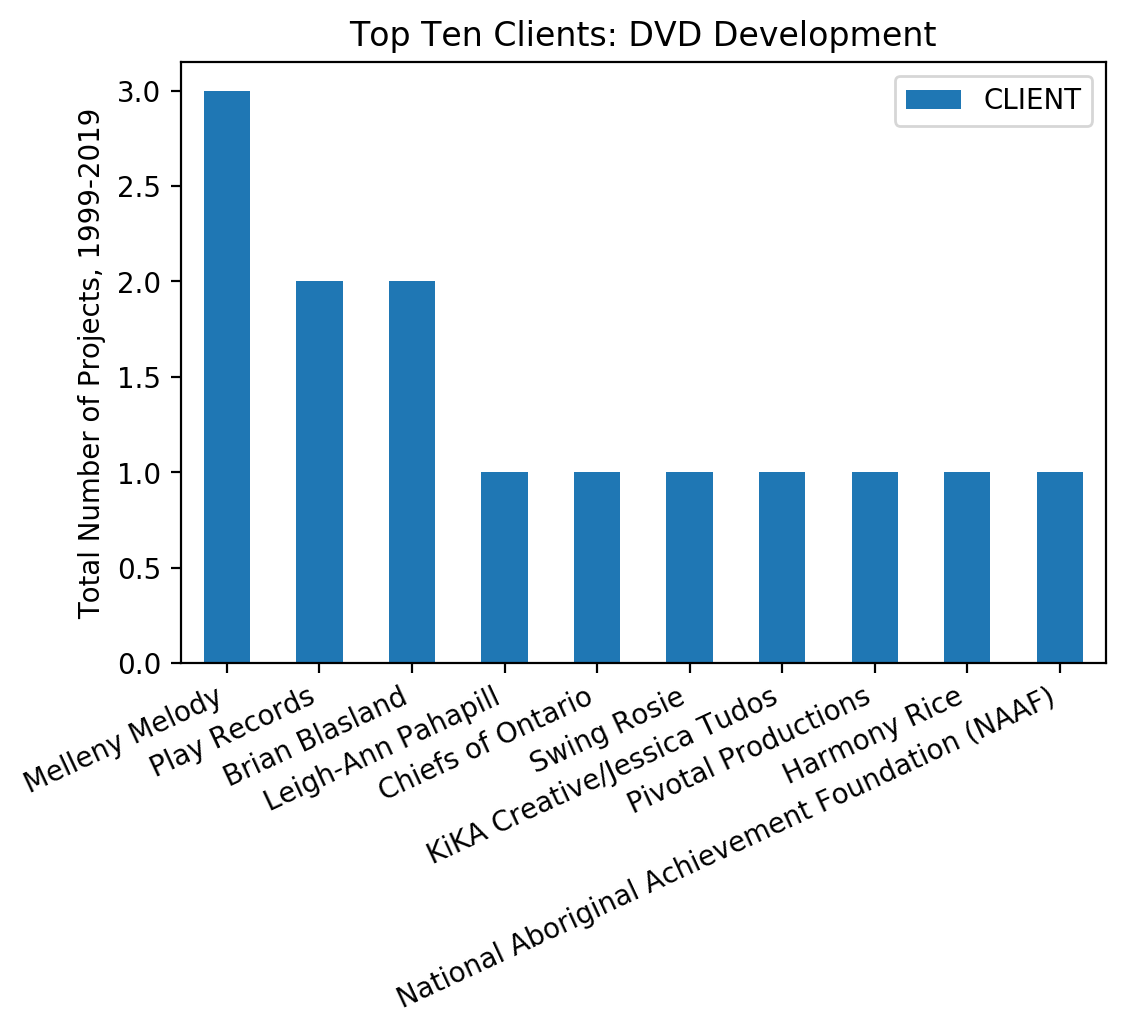 Top Ten Clients: DVD Development
CLIENT
Total Number of Projects, 1999-2019
3.0
2.5
2.0
1.5
1.0
0.5
0.0
Melleny Melody
Play Records
Brian Blasland
Leigh-Ann Pahapill
Chiefs of Ontario
Swing Rosie
KiKA Creative/Jessica Tudos
Pivotal Productions
Harmony Rice
National Aboriginal Achievement Foundation (NAAF)